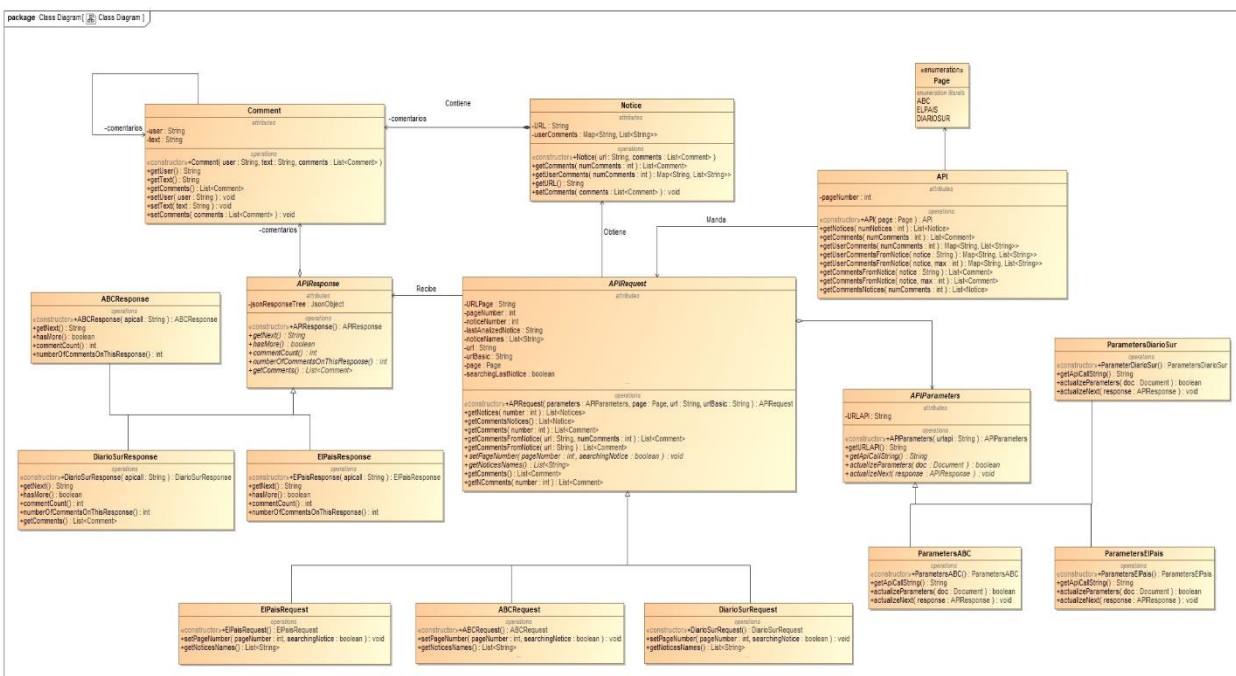 package Class Diagram[ Class Diagram ]
«enumeration»
Page
enumeration literals
ABC
ELPAIS
DIARIOSUR
Comment
attributes
-user : String
-text : String
operations
«constructor»+Comment( user : String, text : String, comments : List<Comment> )
+getUser() : String
+getText() : String
+getComments() : List<Comment>
+setUser( user : String ) : void
+setText( text : String ) : void
+setComments( comments : List<Comment> ) : void
-comentarios
Contiene
-comentarios
Notice
attributes
-URL : String
-userComments : Map<String, List<String>>
operations
«constructor»+Notice( url : String, comments : List<Comment> )
+getComments( numComments : int ) : List<Comment>
+getUserComments( numComments : int ) : Map<String, List<String>>
+getURL() : String
+setComments( comments : List<Comment> ) : void
API
attributes
-pageNumber : int
operations
«constructor»+API( page : Page ) : API
+getNotices( numNotices : int ) : List<Notice>
+getComments( numComments : int ) : List<Comment>
+getUserComments( numComments : int ) : Map<String, List<String>>
+getUserCommentsFromNotice( notice : String ) : Map<String, List<String>>
+getUserCommentsFromNotice( notice, max : int ) : Map<String, List<String>>
+getCommentsFromNotice( notice : String ) : List<Comment>
+getCommentsFromNotice( notice, max : int ) : List<Comment>
+getCommentsNotices( numComments : int ) : List<Notice>
-comentarios
Obtiene
Manda
Recibe
APIResponse
attributes
-jsonResponseTree : JsonObject
operations
«constructor»+APIResponse() : APIResponse
+getNext() : String
+hasMore() : boolean
+commentCount() : int
+numberOfCommentsOnThisResponse() : int
+getComments() : List<Comment>
APIRequest
attributes
-URLPage : String
-pageNumber : int
-noticeNumber : int
-lastAnalizedNotice : String
-noticeNames : List<String>
-url : String
-urlBasic : String
-page : Page
-searchingLastNotice : boolean
...
operations
«constructor»+APIRequest( parameters : APIParameters, page : Page, url : String, urlBasic : String ) : APIRequest
+getNotices( number : int ) : List<Notices>
+getCommentsNotices() : List<Notice>
+getComments( number : int ) : List<Comment>
+getCommentsFromNotice( url : String, numComments : int ) : List<Comment>
+getCommentsFromNotice( url : String ) : List<Comment>
+setPageNumber( pageNumber : int, searchingNotice : boolean ) : void
+getNoticesNames() : List<String>
+getComments() : List<Comment>
+getNComments( number : int ) : List<Comment>
ABCResponse
operations
«constructor»+ABCResponse( apicall : String ) : ABCResponse
+getNext() : String
+hasMore() : boolean
+commentCount() : int
+numberOfCommentsOnThisResponse() : int
DiarioSurResponse
operations
«constructor»+DiarioSurResponse( apicall : String ) : DiarioSurResponse
+getNext() : String
+hasMore() : boolean
+commentCount() : int
+numberOfCommentsOnThisResponse() : int
+getComments() : List<Comment>
ElPaisResponse
operations
«constructor»+ElPaisResponse( apicall : String ) : ElPaisResponse
+getNext() : String
+hasMore() : boolean
+commentCount() : int
+numberOfCommentsOnThisResponse() : int
ParametersDiarioSur
operations
«constructor»+ParameterDiarioSur() : ParametersDiarioSur
+getApiCallString() : String
+actualizeParameters( doc : Document ) : boolean
+actualizeNext( response : APIResponse ) : void
APIParameters
attributes
-URLAPI : String
operations
«constructor»+APIParameters( urlapi : String ) : APIParameters
+getURLAPI() : String
+getApiCallString() : String
+actualizeParameters( doc : Document ) : boolean
+actualizeNext( response : APIResponse ) : void
ParametersABC
operations
«constructor»+ParametersABC() : ParametersABC
+getApiCallString() : String
+actualizeParameters( doc : Document ) : boolean
+actualizeNext( response : APIResponse ) : void
ParametersElPais
operations
«constructor»+ParametersElPais() : ParametersElPais
+getApiCallString() : String
+actualizeParameters( doc : Document ) : boolean
+actualizeNext( response : APIResponse ) : void
ElPaisRequest
operations
«constructor»+ElPaisRequest() : ElPaisRequest
+setPageNumber( pageNumber : int, searchingNotice : boolean ) : void
+getNoticesNames() : List<String>
ABCRequest
operations
«constructor»+ABCRequest() : ABCRequest
+setPageNumber( pageNumber : int, searchingNotice : boolean ) : void
+getNoticesNames() : List<String>
...
DiarioSurRequest
operations
«constructor»+DiarioSurRequest() : DiarioSurRequest
+setPageNumber( pageNumber : int, searchingNotice : boolean ) : void
+getNoticesNames() : List<String>
...